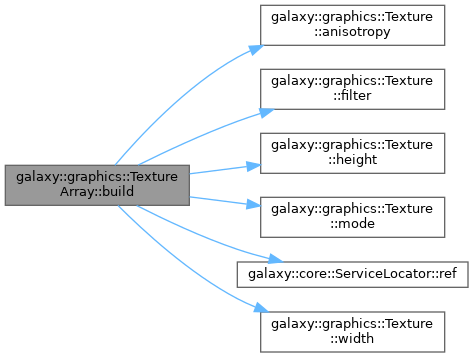 galaxy::graphics::Texture
Array::build
galaxy::graphics::Texture
::anisotropy
galaxy::graphics::Texture
::filter
galaxy::graphics::Texture
::height
galaxy::graphics::Texture
::mode
galaxy::core::ServiceLocator::ref
galaxy::graphics::Texture
::width